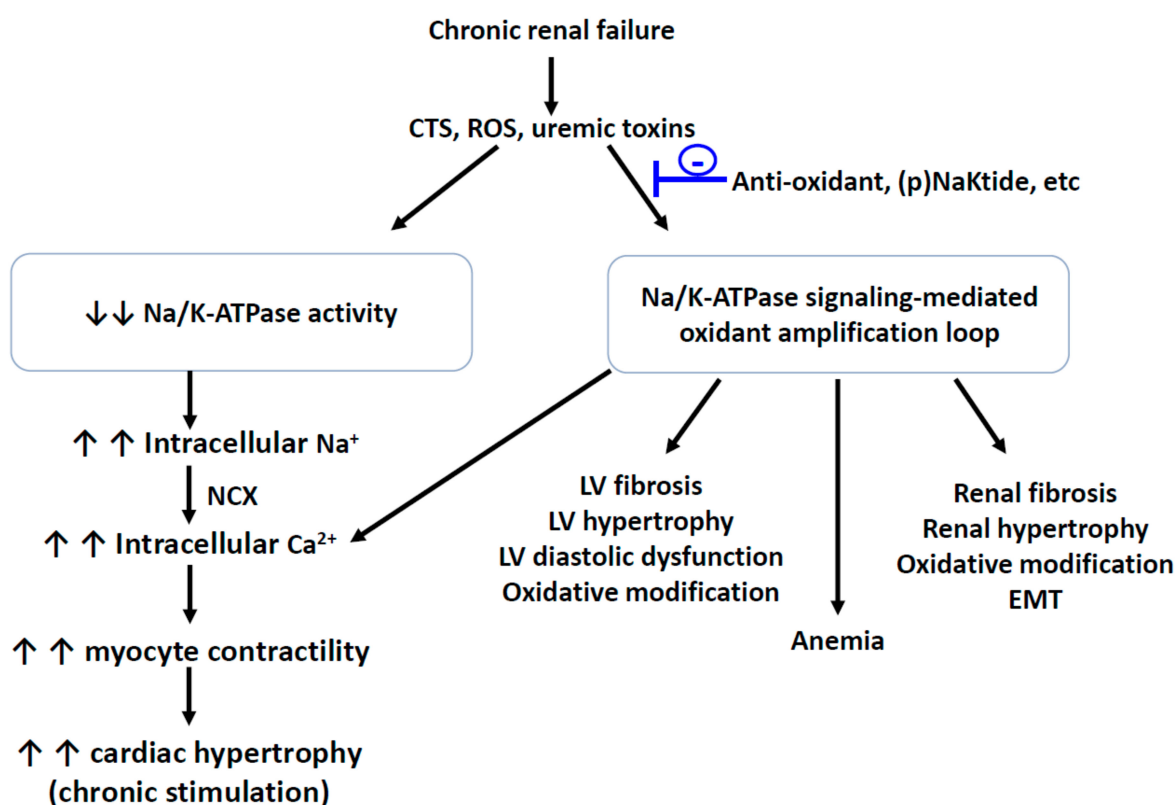 Chronic renal failure
CTS, ROS, uremic toxins
-
Anti-oxidant, (p)NaKtide, etc
↓↓ Na/K-ATPase activity
Na/K-ATPase signaling-mediated
oxidant amplification loop
↑ ↑ Intracellular Na⁺
NCX
↑ ↑ Intracellular Ca²⁺
↑ ↑ myocyte contractility
↑ ↑ cardiac hypertrophy
(chronic stimulation)
LV fibrosis
LV hypertrophy
LV diastolic dysfunction
Oxidative modification
Anemia
Renal fibrosis
Renal hypertrophy
Oxidative modification
EMT